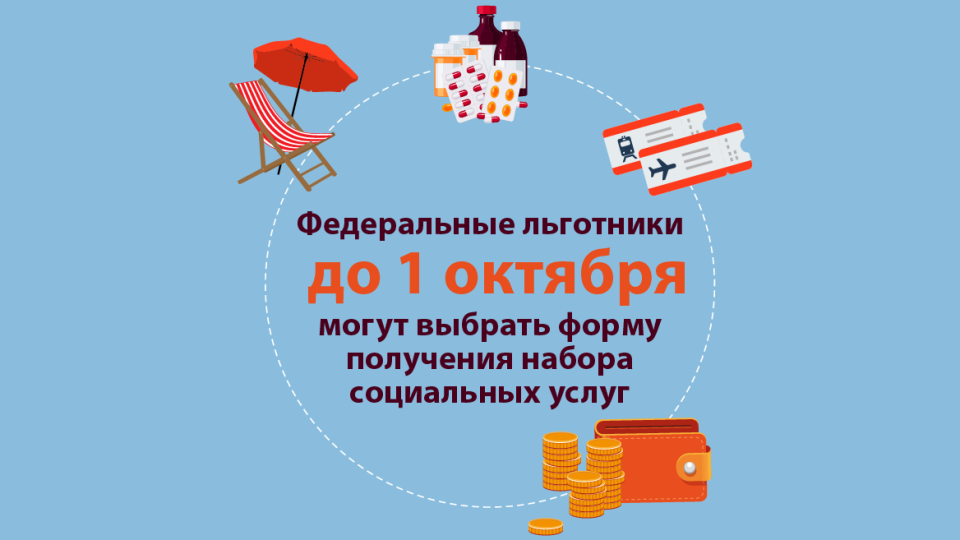 Федеральные льготники
до 1 октября
могут выбрать форму
получения набора
социальных услуг